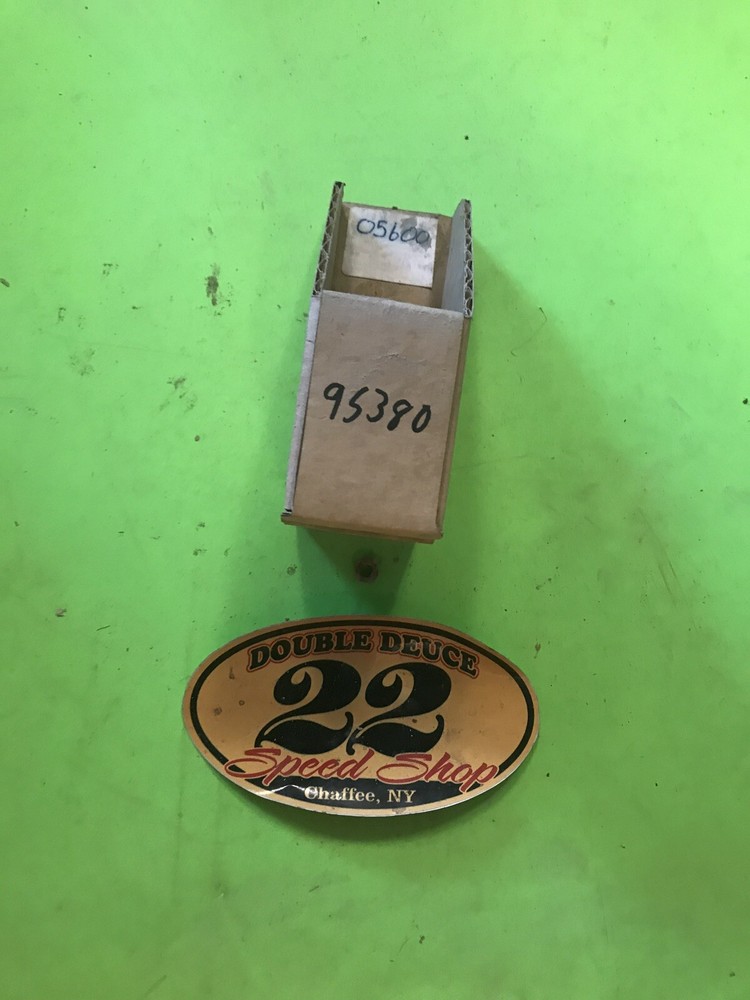 05600
95380
DOUBLE DEUCE
22
Speed Shop
Chaffee, NY